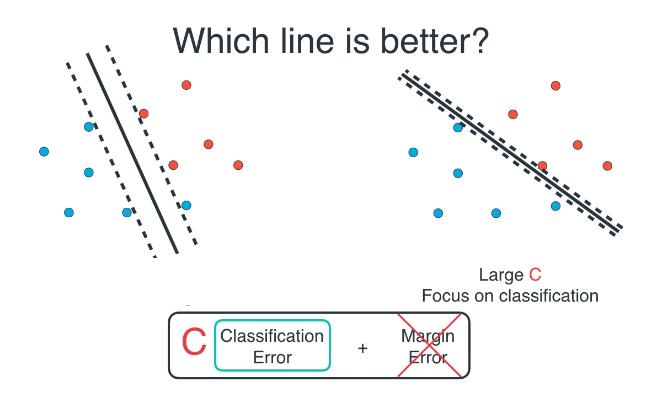 Which line is better?
Large C
Focus on classification
C Classification Error + Margin Error